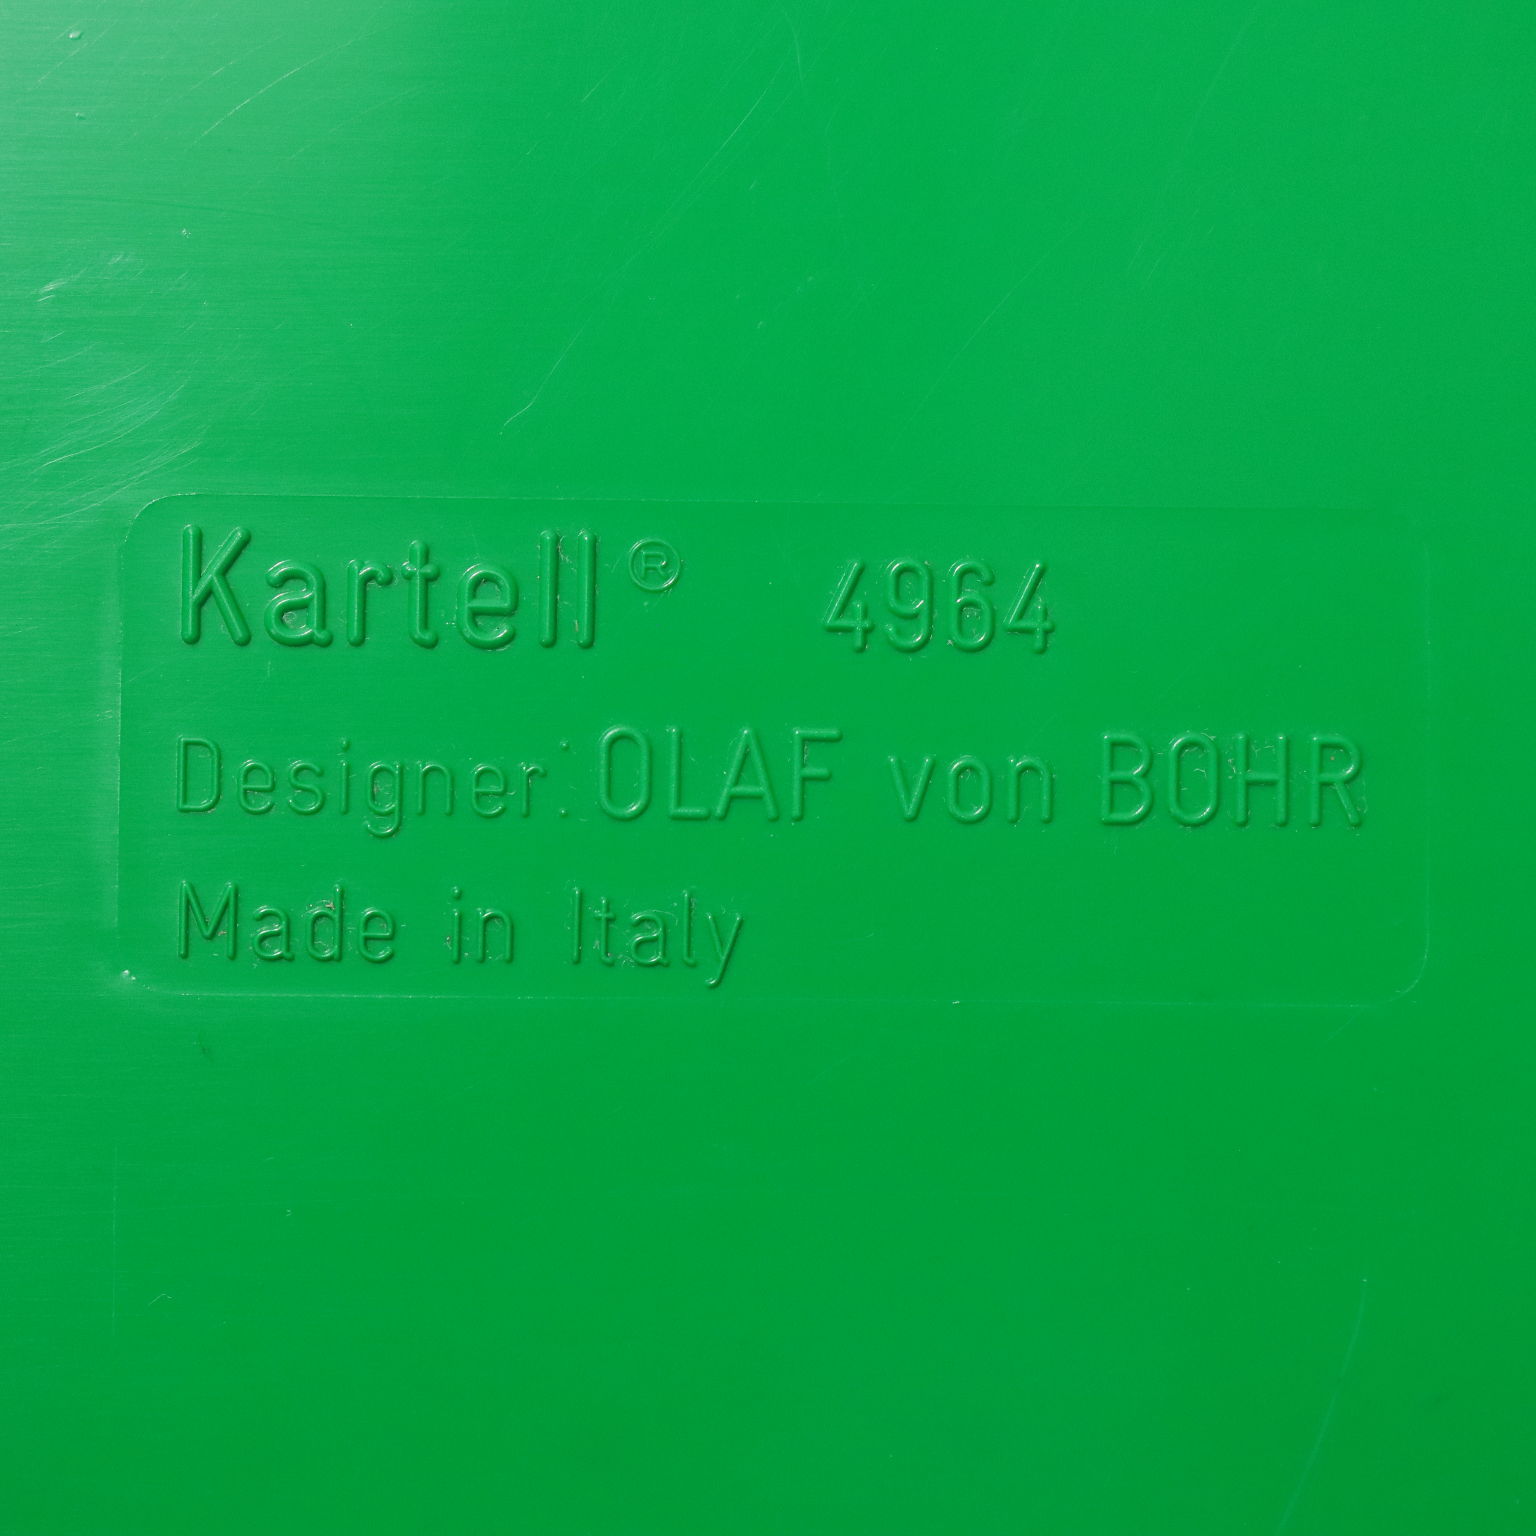 Kartell® 4964
Designer: OLAF von BOHR
Made in Italy